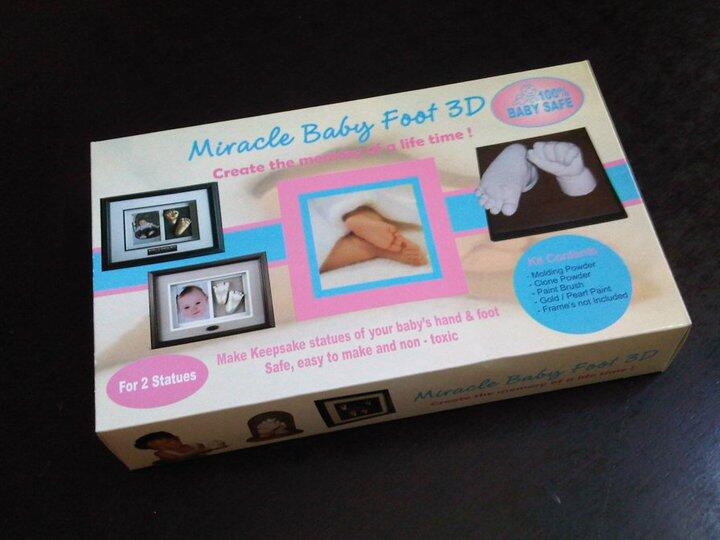 Miracle Baby Foot 3D
Create the memory of a life time !
100%
BABY SAFE
Kit Contents
- Molding Powder
- Clone Powder
- Paint Brush
- Gold / Pearl Paint
- Frame's not Included
Make Keepsake statues of your baby's hand & foot
Safe, easy to make and non - toxic
For 2 Statues
Miracle Baby Foot 3D
Create the memory of a life time !